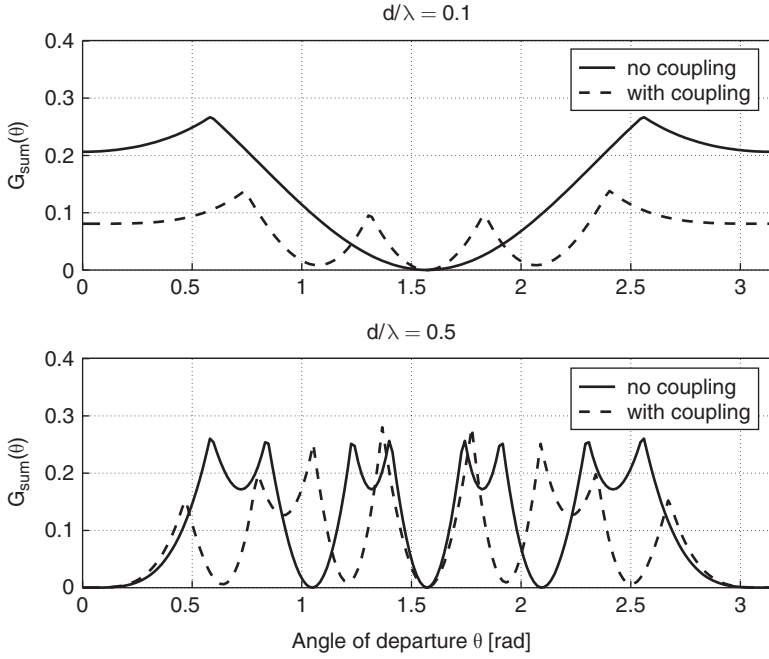 d/λ = 0.1
G_sum(θ)
0.4
0.3
0.2
0.1
0
no coupling
with coupling
0 0.5 1 1.5 2 2.5 3
d/λ = 0.5
G_sum(θ)
0.4
0.3
0.2
0.1
0
no coupling
with coupling
0 0.5 1 1.5 2 2.5 3
Angle of departure θ [rad]